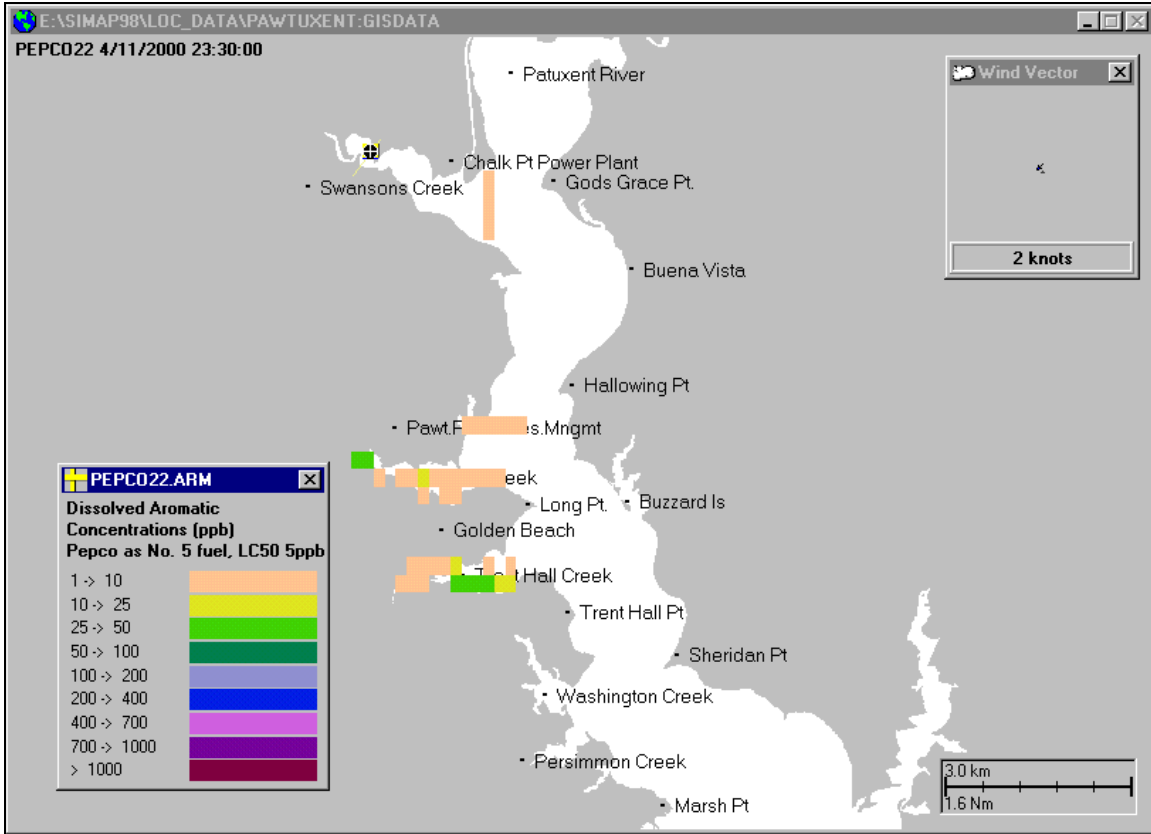 E:\SIMAP98\LOC_DATA\PAWTUXENT:GISDATA
PEPCO22 4/11/2000 23:30:00
Wind Vector
2 knots
Patuxent River
Chalk Pt Power Plant
Swansons Creek
Gods Grace Pt.
Buena Vista
Hallowing Pt
Pawt.F es.Mngmt
eek
Long Pt.
Buzzard Is
Golden Beach
Trent Hall Creek
Trent Hall Pt
Sheridan Pt
Washington Creek
Persimmon Creek
Marsh Pt
PEPCO22.ARM
Dissolved Aromatic
Concentrations (ppb)
Pepco as No. 5 fuel, LC50 5ppb
1 -> 10
10 -> 25
25 -> 50
50 -> 100
100 -> 200
200 -> 400
400 -> 700
700 -> 1000
> 1000
3.0 km
1.6 Nm